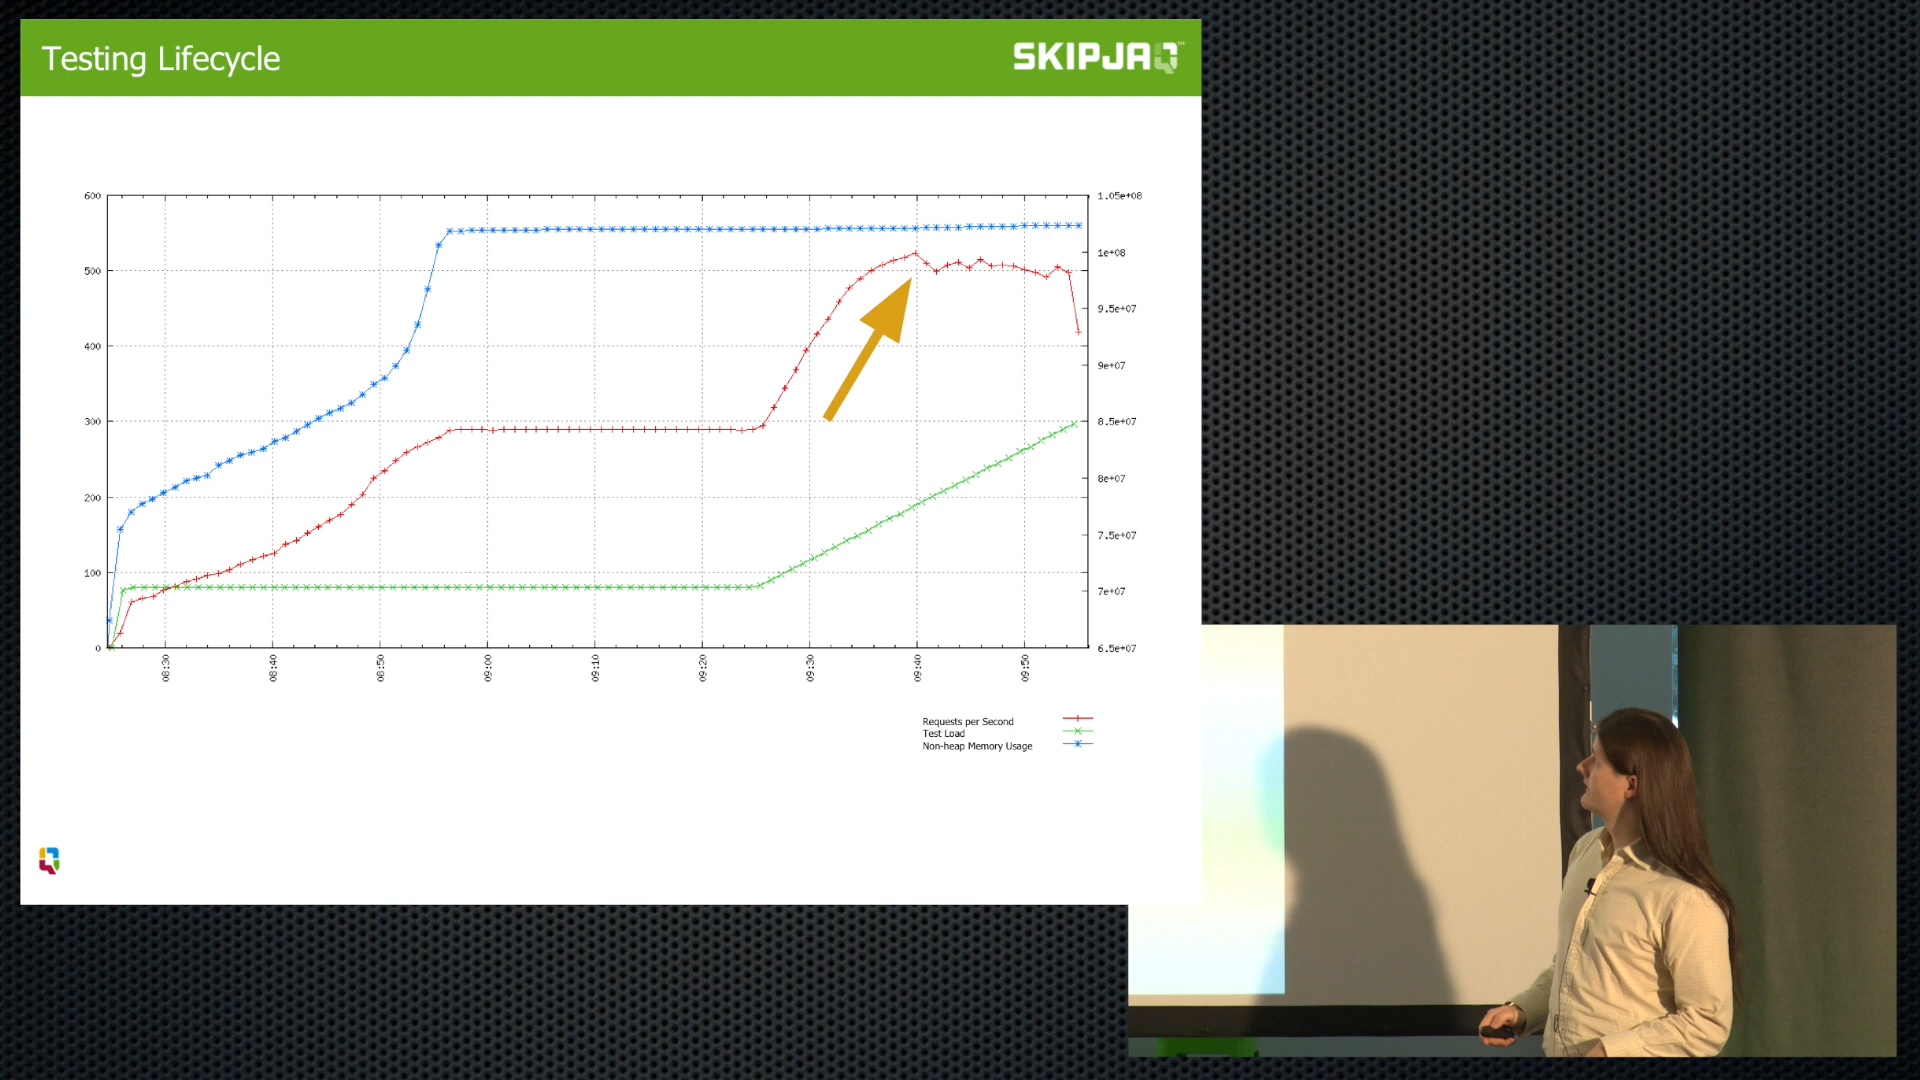 Testing Lifecycle
SKIPJAQ™
600
500
400
300
200
100
0
1.05e+08
1e+08
9.5e+07
9e+07
8.5e+07
8e+07
7.5e+07
7e+07
6.5e+07
08:30
08:40
08:50
09:00
09:10
09:20
09:30
09:40
09:50
Requests per Second
Test Load
Non-heap Memory Usage